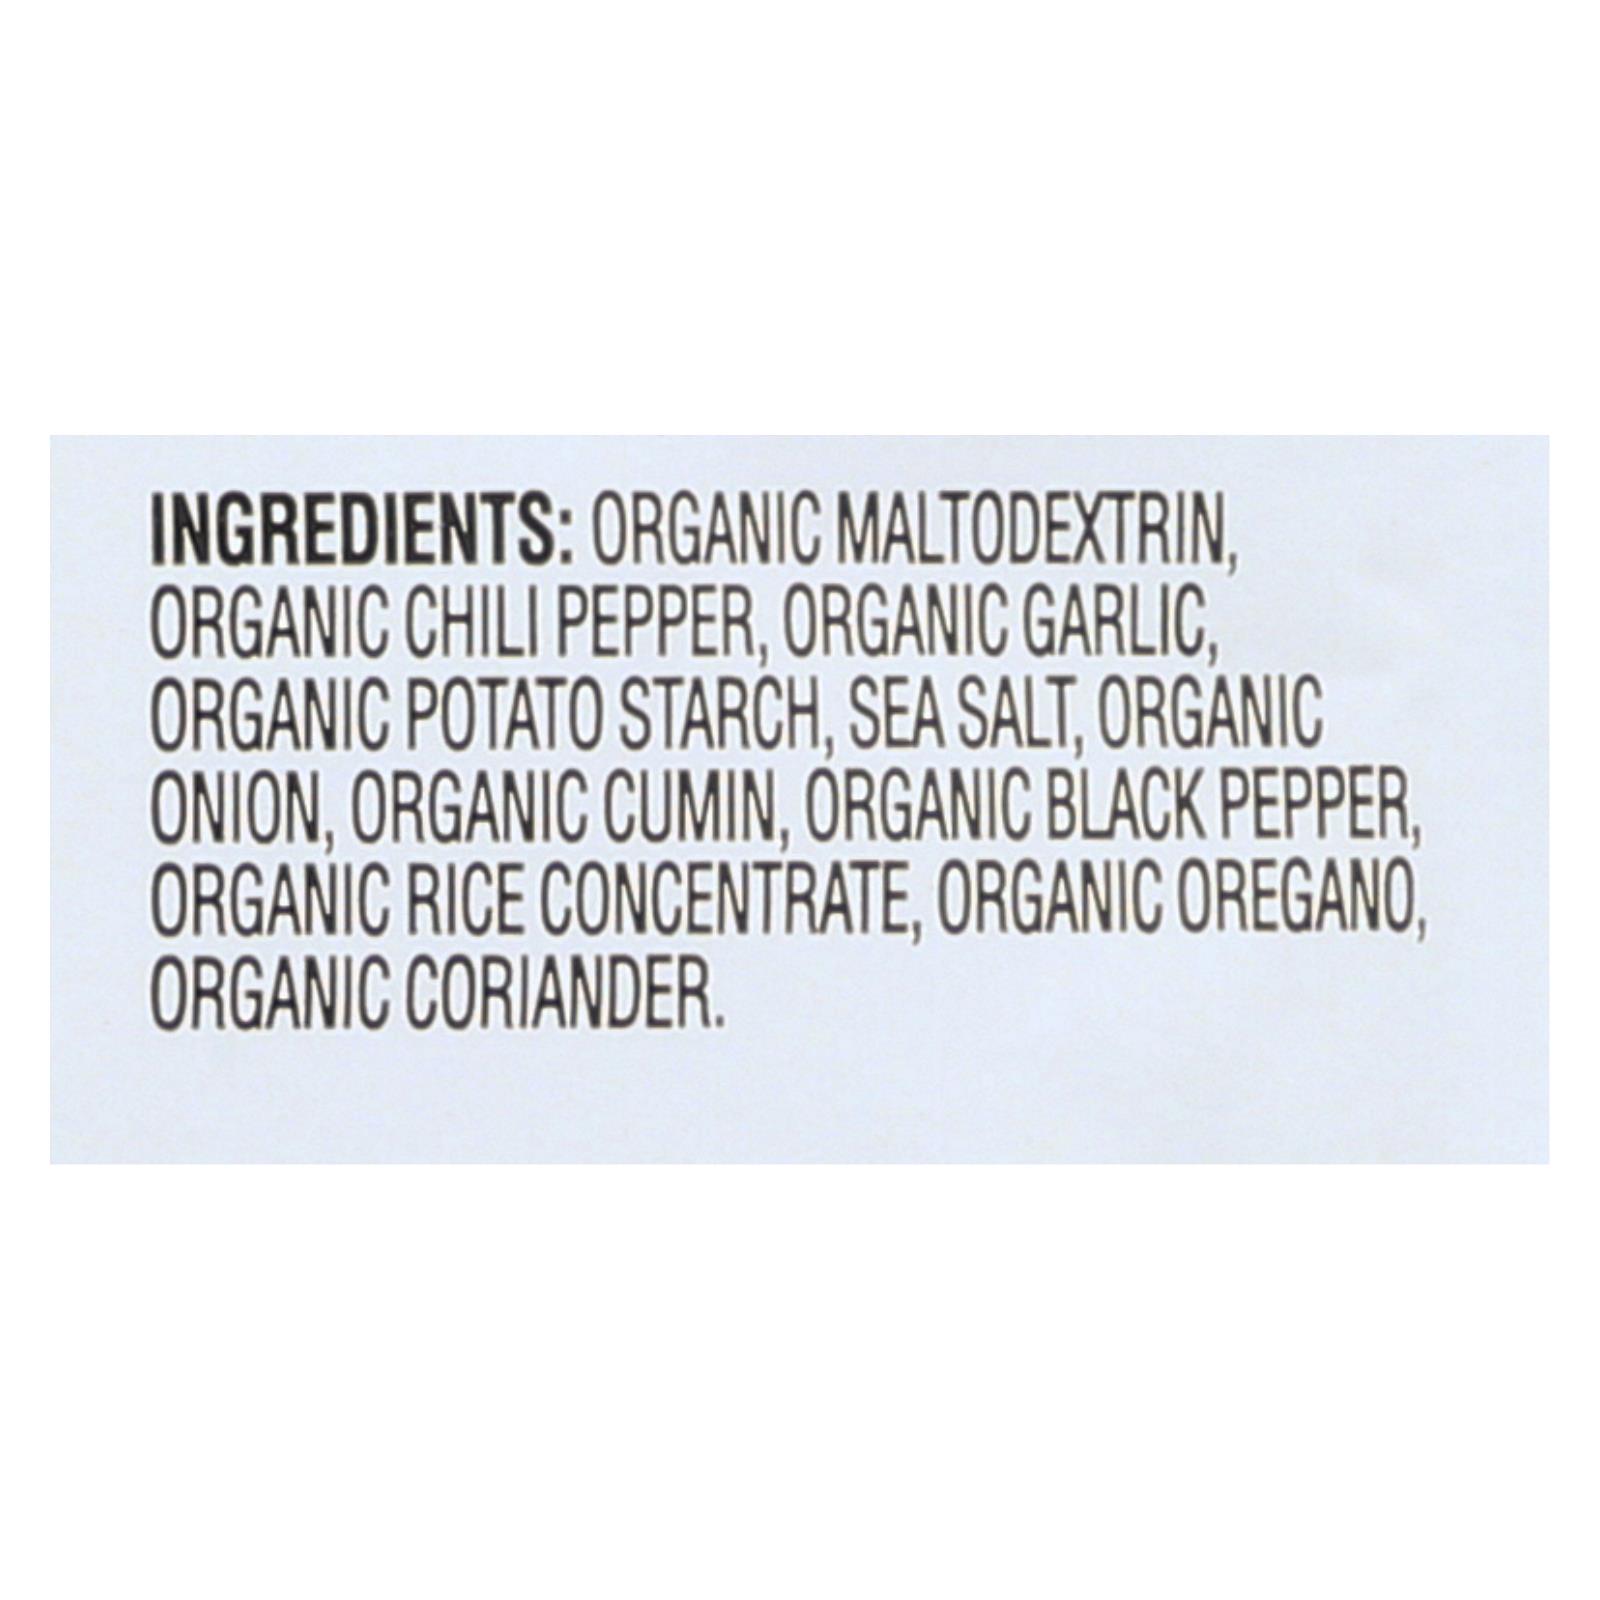 INGREDIENTS: ORGANIC MALTODEXTRIN,
ORGANIC CHILI PEPPER, ORGANIC GARLIC,
ORGANIC POTATO STARCH, SEA SALT, ORGANIC
ONION, ORGANIC CUMIN, ORGANIC BLACK PEPPER,
ORGANIC RICE CONCENTRATE, ORGANIC OREGANO,
ORGANIC CORIANDER.